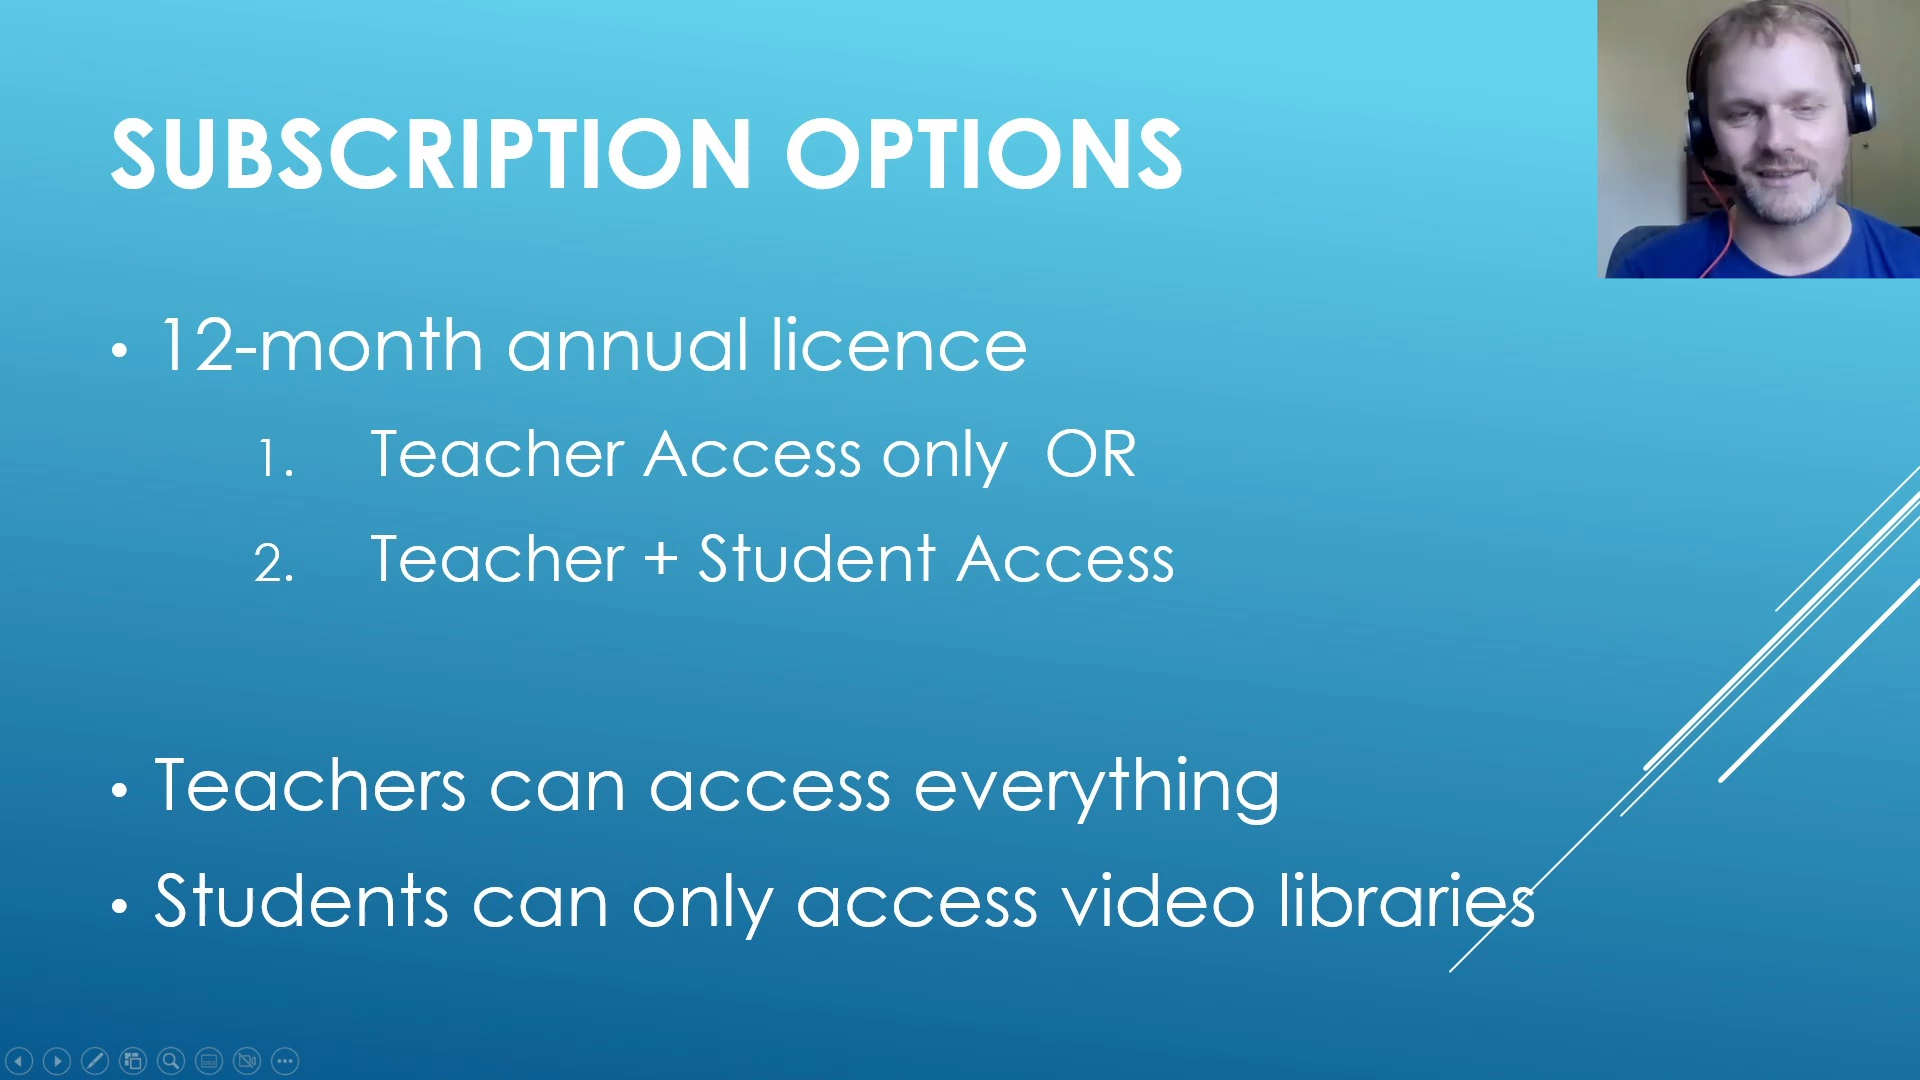 SUBSCRIPTION OPTIONS
• 12-month annual licence
1. Teacher Access only  OR
2. Teacher + Student Access
• Teachers can access everything
• Students can only access video libraries